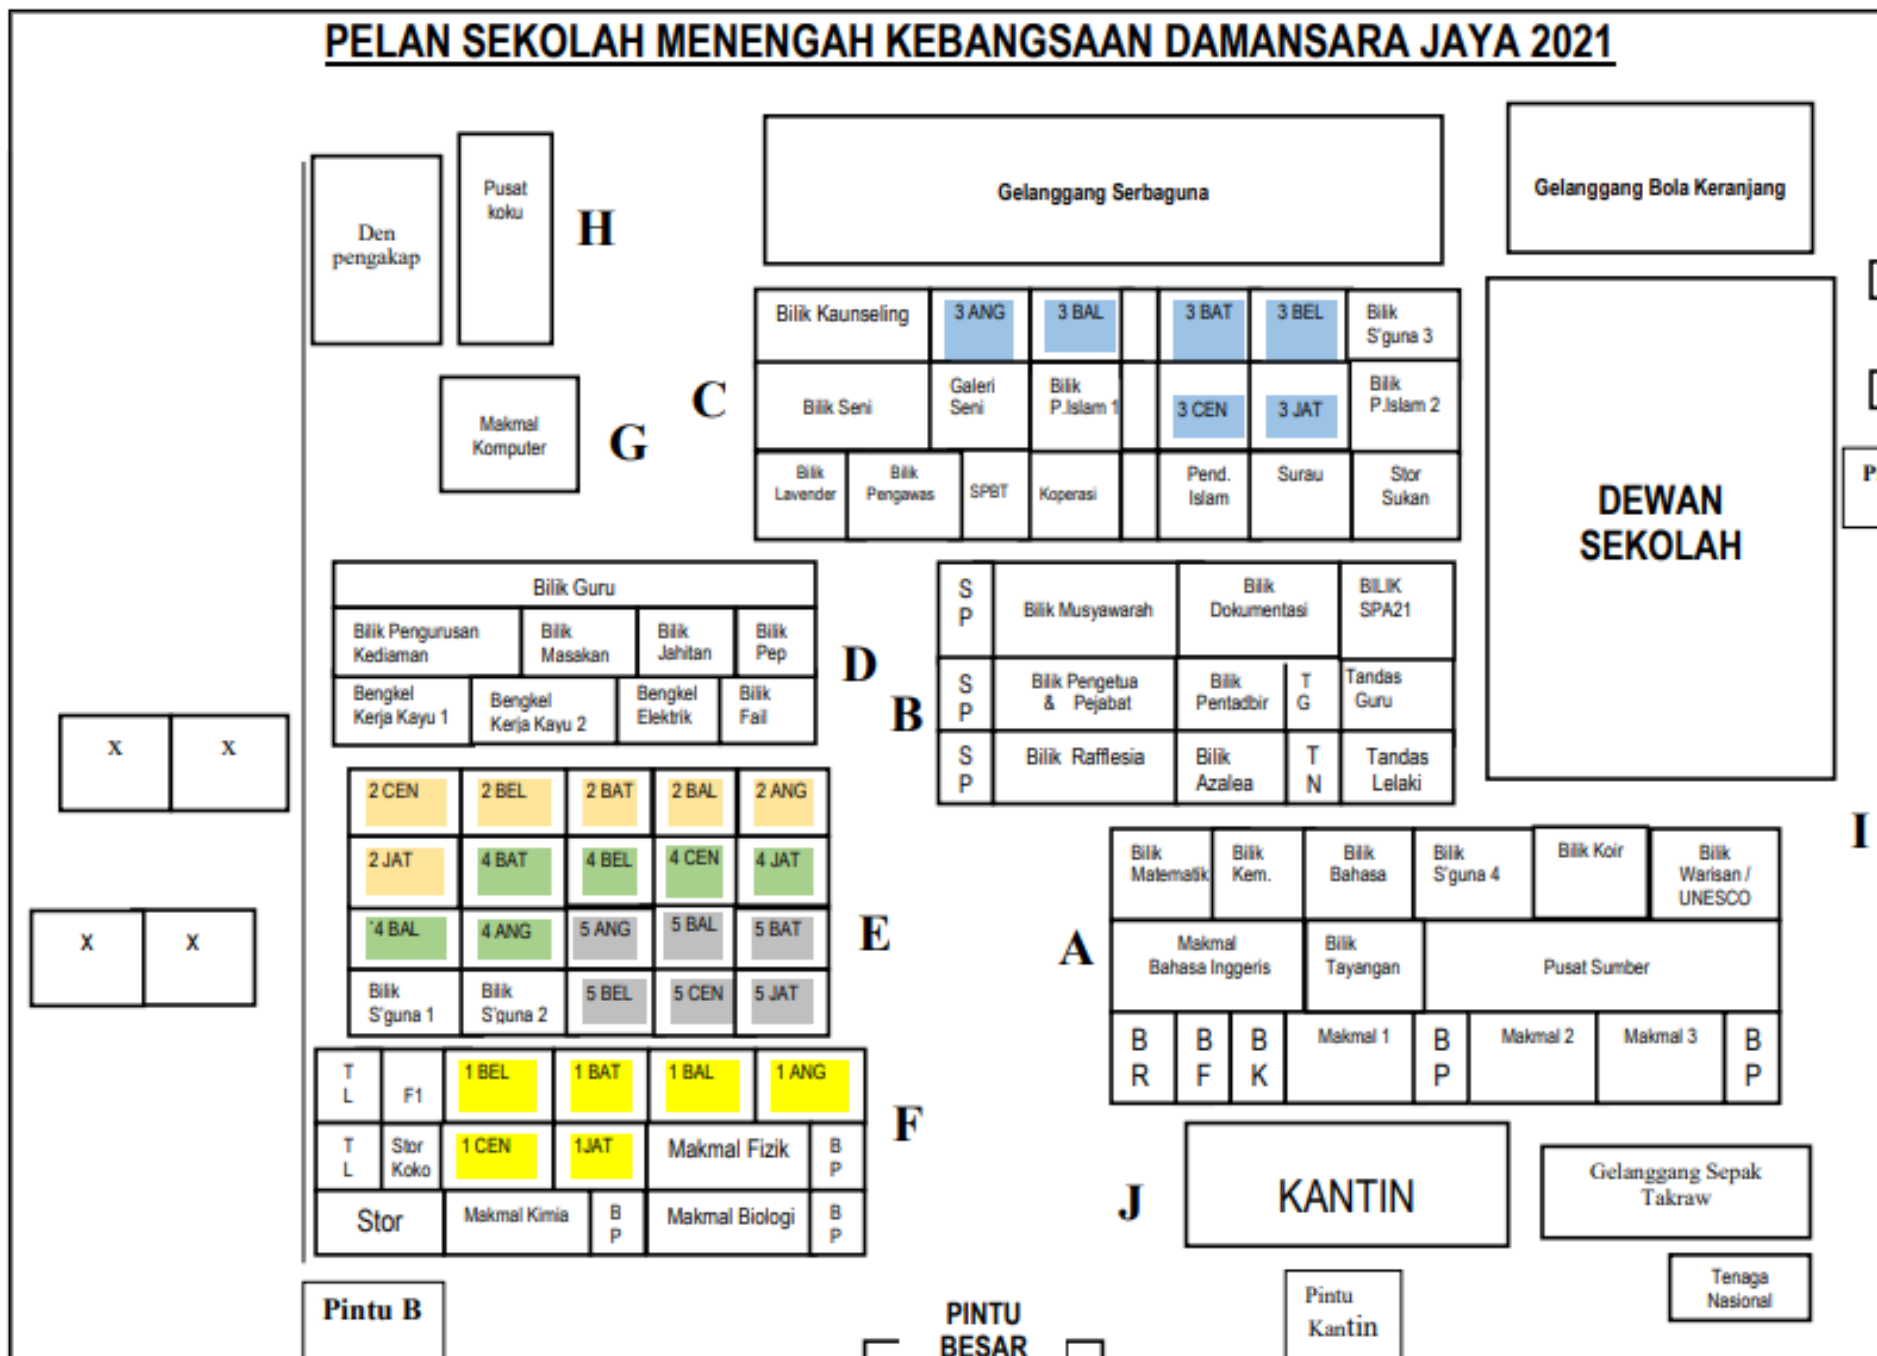 PELAN SEKOLAH MENENGAH KEBANGSAAN DAMANSARA JAYA 2021
Den
pengakap
Pusat
koku
H
Gelanggang Serbaguna
Gelanggang Bola Keranjang
Makmal
Komputer
G
C
Bilik Kaunseling
3 ANG
3 BAL
3 BAT
3 BEL
Bilik
S'guna 3
Bilik Seni
Galeri
Seni
Bilik
P.Islam 1
3 CEN
3 JAT
Bilik
P.Islam 2
Bilik
Lavender
Bilik
Pengawas
SPBT
Koperasi
Pend.
Islam
Surau
Stor
Sukan
DEWAN
SEKOLAH
P
Bilik Guru
Bilik Pengurusan
Kediaman
Bilik
Masakan
Bilik
Jahitan
Bilik
Pep
Bengkel
Kerja Kayu 1
Bengkel
Kerja Kayu 2
Bengkel
Elektrik
Bilik
Fail
D
B
S
P
Bilik Musyawarah
Bilik
Dokumentasi
BILIK
SPA21
S
P
Bilik Pengetua
& Pejabat
Bilik
Pentadbir
T
G
Tandas
Guru
S
P
Bilik Rafflesia
Bilik
Azalea
T
N
Tandas
Lelaki
X
X
X
X
2 CEN
2 BEL
2 BAT
2 BAL
2 ANG
2 JAT
4 BAT
4 BEL
4 CEN
4 JAT
'4 BAL
4 ANG
5 ANG
5 BAL
5 BAT
Bilik
S'guna 1
Bilik
S'guna 2
5 BEL
5 CEN
5 JAT
E
I
A
Bilik
Matematik
Bilik
Kem.
Bilik
Bahasa
Bilik
S'guna 4
Bilik Koir
Bilik
Warisan /
UNESCO
Makmal
Bahasa Inggeris
Bilik
Tayangan
Pusat Sumber
B
R
B
F
B
K
Makmal 1
B
P
Makmal 2
Makmal 3
B
P
T
L
F1
1 BEL
1 BAT
1 BAL
1 ANG
T
L
Stor
Koko
1 CEN
1JAT
Makmal Fizik
B
P
Stor
Makmal Kimia
B
P
Makmal Biologi
B
P
F
J
KANTIN
Gelanggang Sepak
Takraw
Tenaga
Nasional
Pintu B
PINTU
BESAR
Pintu
Kantin